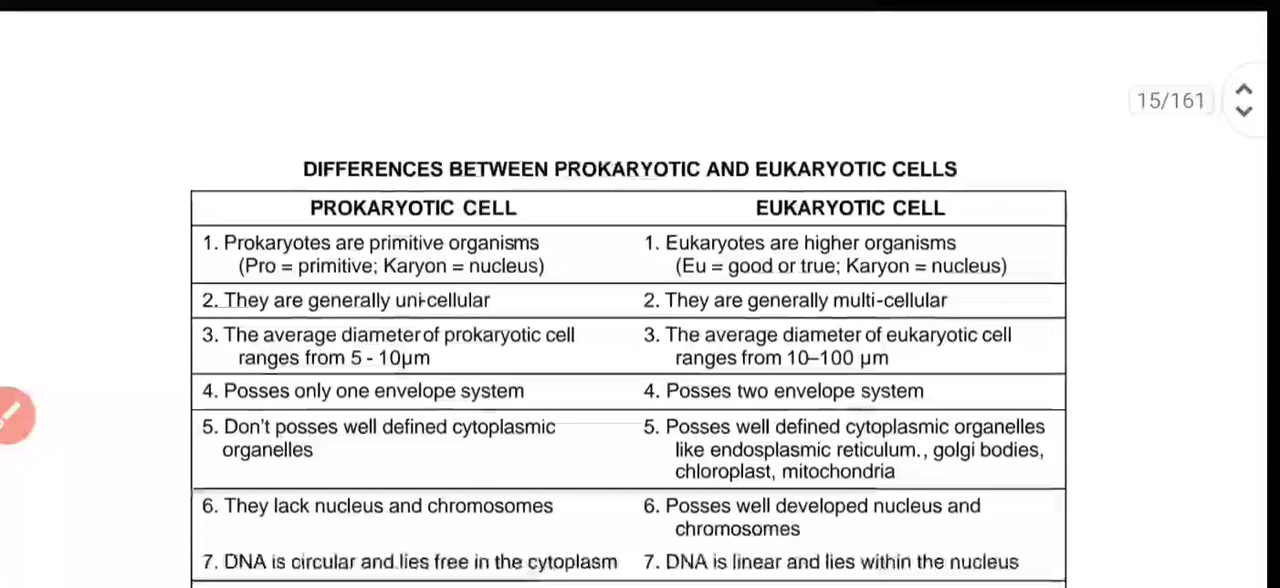 15/161
DIFFERENCES BETWEEN PROKARYOTIC AND EUKARYOTIC CELLS
PROKARYOTIC CELL
EUKARYOTIC CELL
1. Prokaryotes are primitive organisms
(Pro = primitive; Karyon = nucleus)
1. Eukaryotes are higher organisms
(Eu = good or true; Karyon = nucleus)
2. They are generally uni-cellular
2. They are generally multi-cellular
3. The average diameter of prokaryotic cell
ranges from 5 - 10µm
3. The average diameter of eukaryotic cell
ranges from 10–100 µm
4. Posses only one envelope system
4. Posses two envelope system
5. Don't posses well defined cytoplasmic
organelles
5. Posses well defined cytoplasmic organelles
like endosplasmic reticulum., golgi bodies,
chloroplast, mitochondria
6. They lack nucleus and chromosomes
6. Posses well developed nucleus and
chromosomes
7. DNA is circular and lies free in the cytoplasm
7. DNA is linear and lies within the nucleus